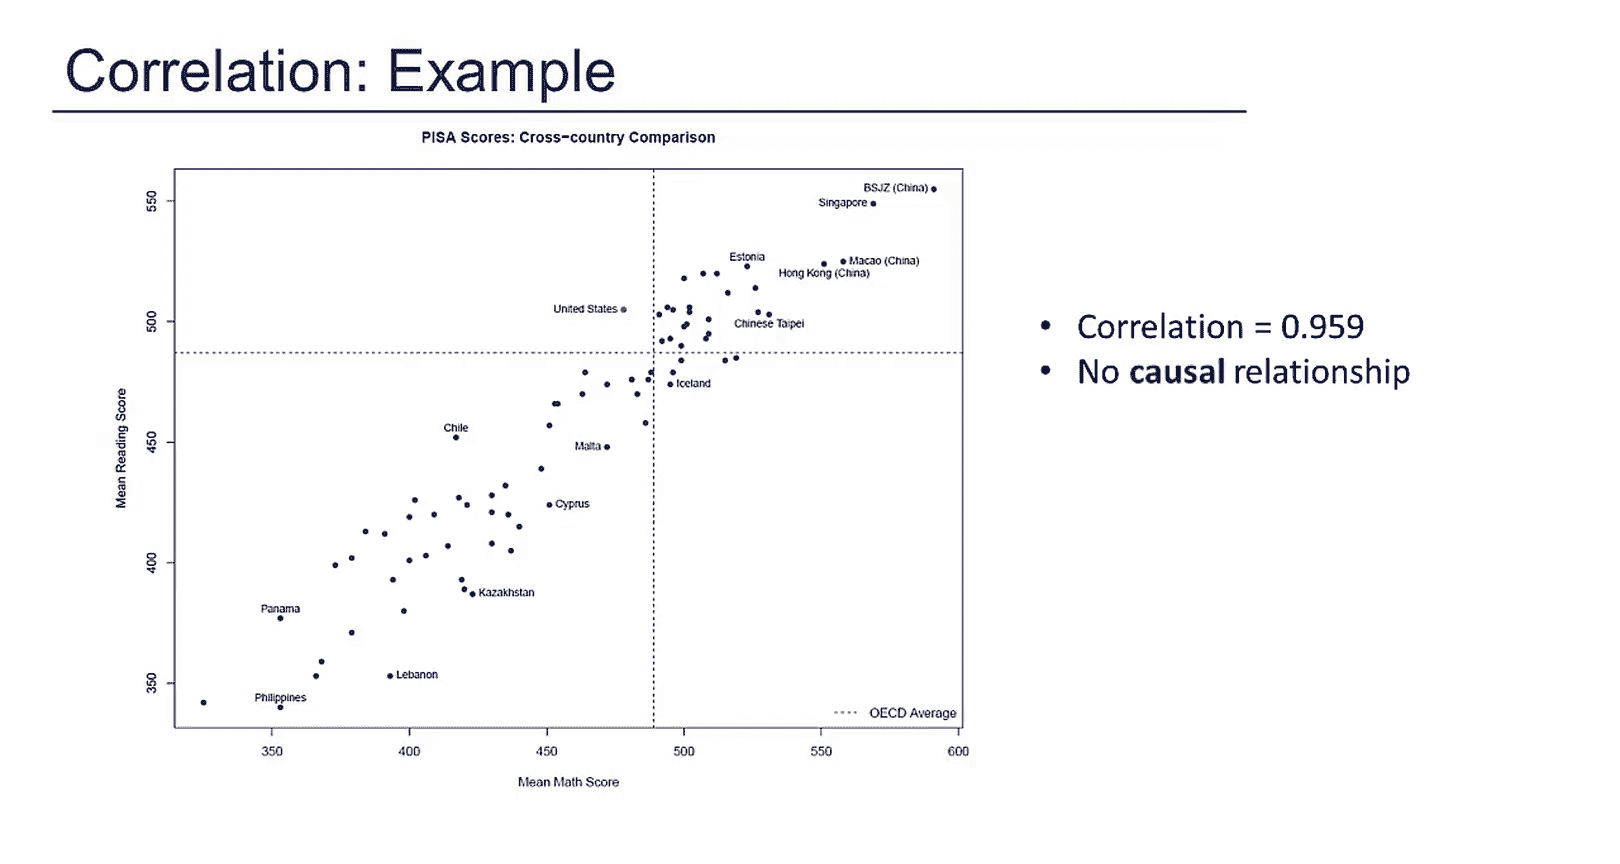 Correlation: Example
PISA Scores: Cross-country Comparison
BSJZ (China)
Singapore
Estonia
Macao (China)
Hong Kong (China)
United States
Chinese Taipei
Iceland
Chile
Malta
Cyprus
Kazakhstan
Panama
Lebanon
Philippines
OECD Average
550
500
450
400
350
Mean Reading Score
350 400 450 500 550 600
Mean Math Score
• Correlation = 0.959
• No causal relationship